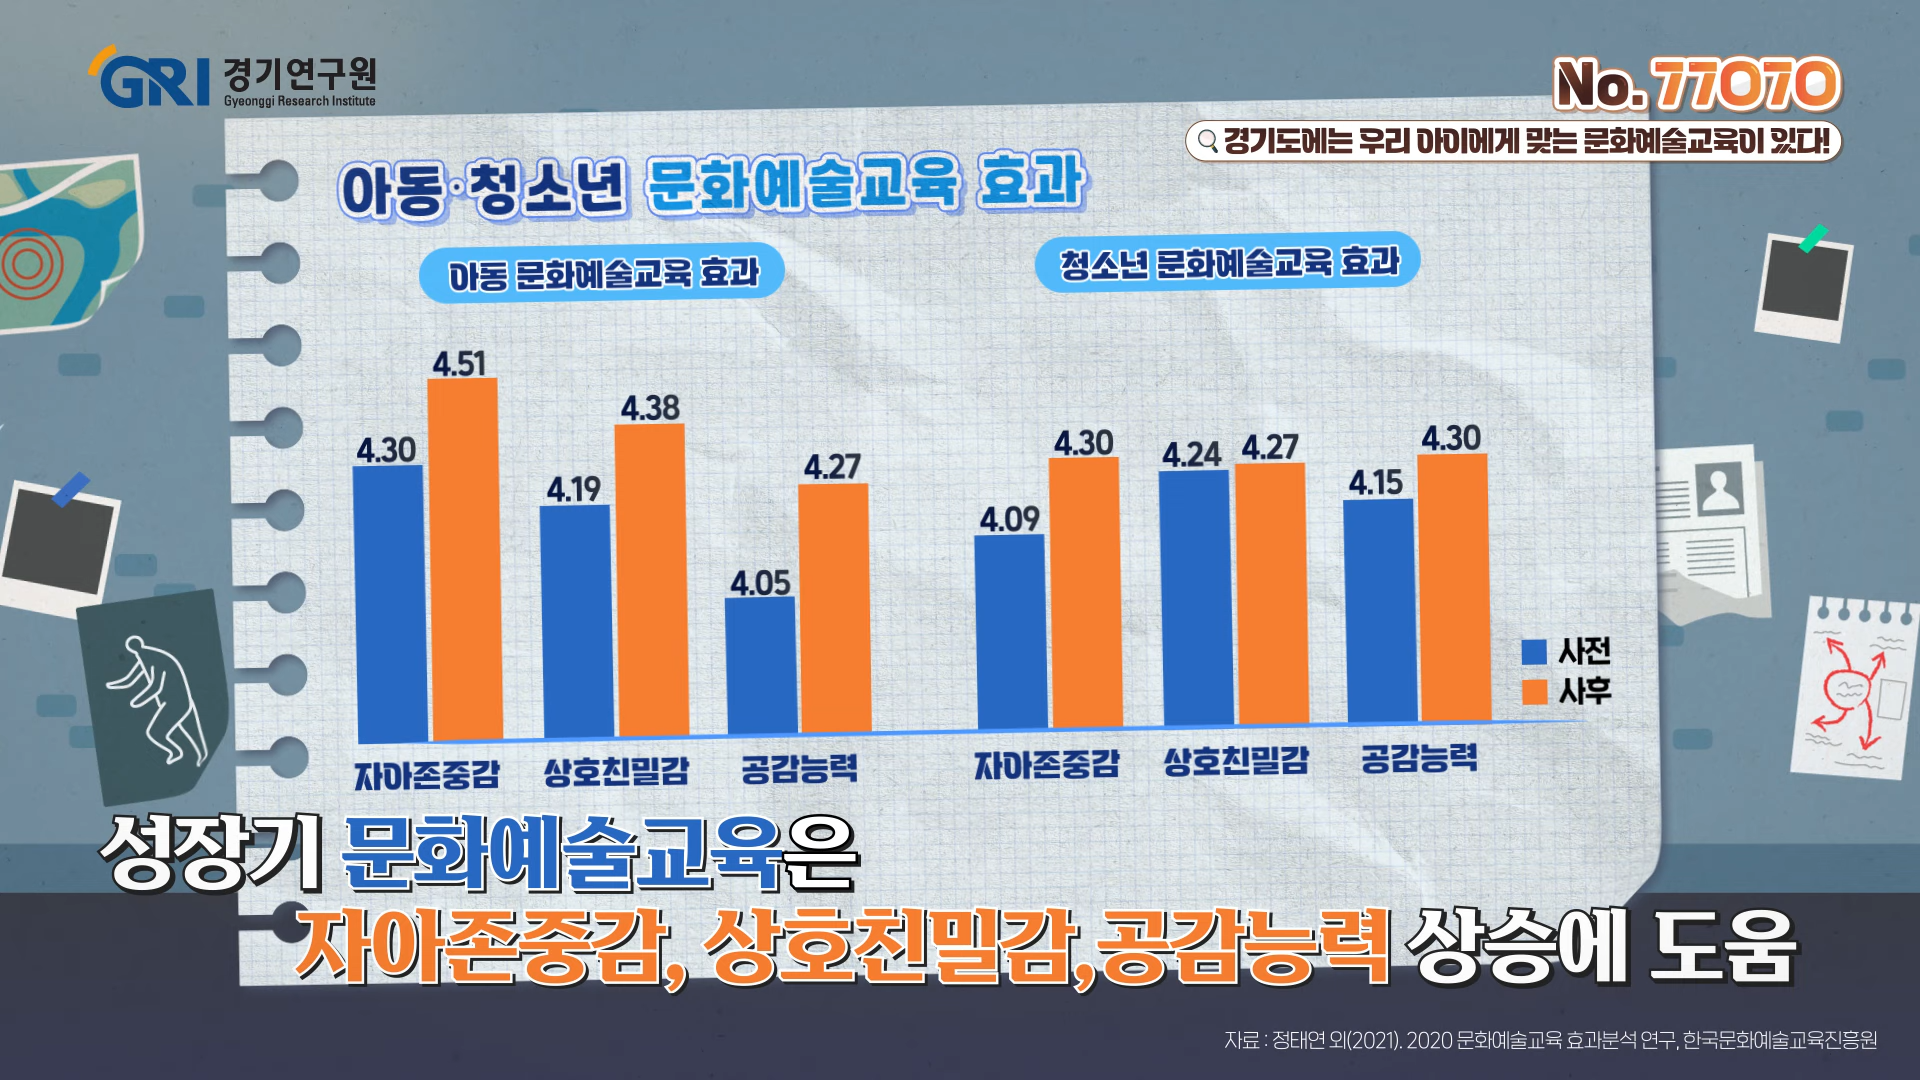 GRI 경기연구원
Gyeonggi Research Institute
No. 77070
경기도에는 우리 아이에게 맞는 문화예술교육이 있다!
아동·청소년 문화예술교육 효과
아동 문화예술교육 효과
4.30 4.51 4.19 4.38 4.05 4.27
자아존중감 상호친밀감 공감능력
청소년 문화예술교육 효과
4.09 4.30 4.24 4.27 4.15 4.30
자아존중감 상호친밀감 공감능력
사전
사후
성장기 문화예술교육은
자아존중감, 상호친밀감,공감능력 상승에 도움
자료 : 정태연 외(2021). 2020 문화예술교육 효과분석 연구, 한국문화예술교육진흥원